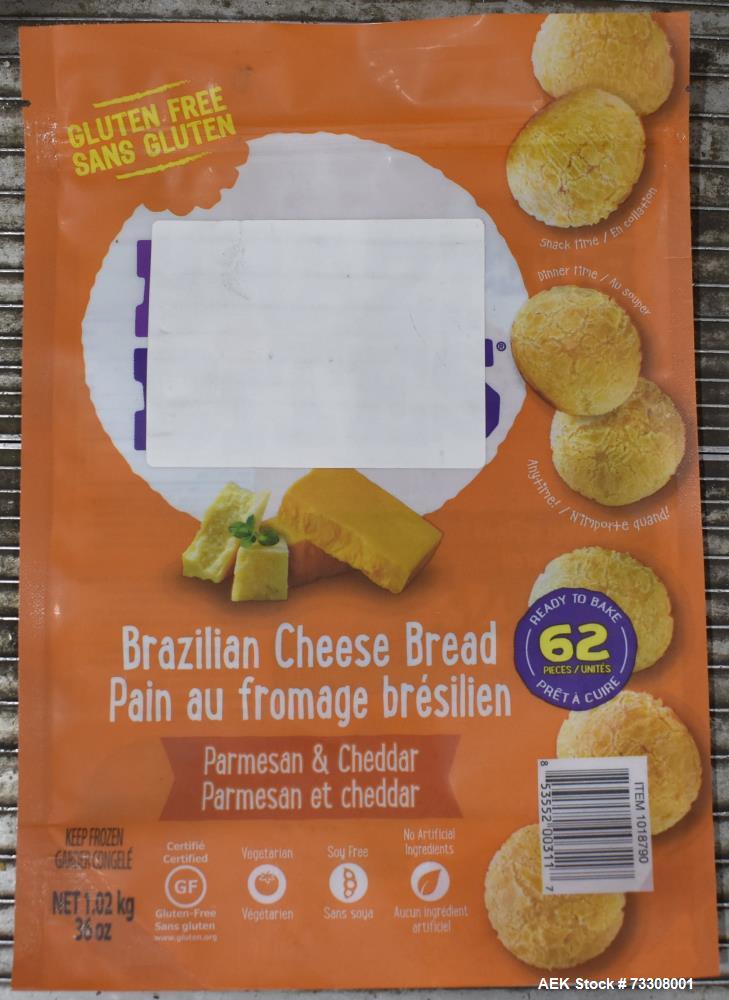 GLUTEN FREE
SANS GLUTEN
Snack time / En collation
Dinner time / Au souper
®
Anytime! / N'importe quand!
READY TO BAKE
62
PIECES / UNITÉS
PRÊT À CUIRE
Brazilian Cheese Bread
Pain au fromage brésilien
Parmesan & Cheddar
Parmesan et cheddar
KEEP FROZEN
GARDER CONGELÉ
NET 1.02 kg
36 oz
Certifié
Certified
GF
Gluten-Free
Sans gluten
www.gluten.org
Vegetarian
Végétarien
Soy Free
Sans soya
No Artificial
Ingredients
Aucun ingrédient
artificiel
8 53552 00311 7
ITEM 1018790
AEK Stock # 73308001